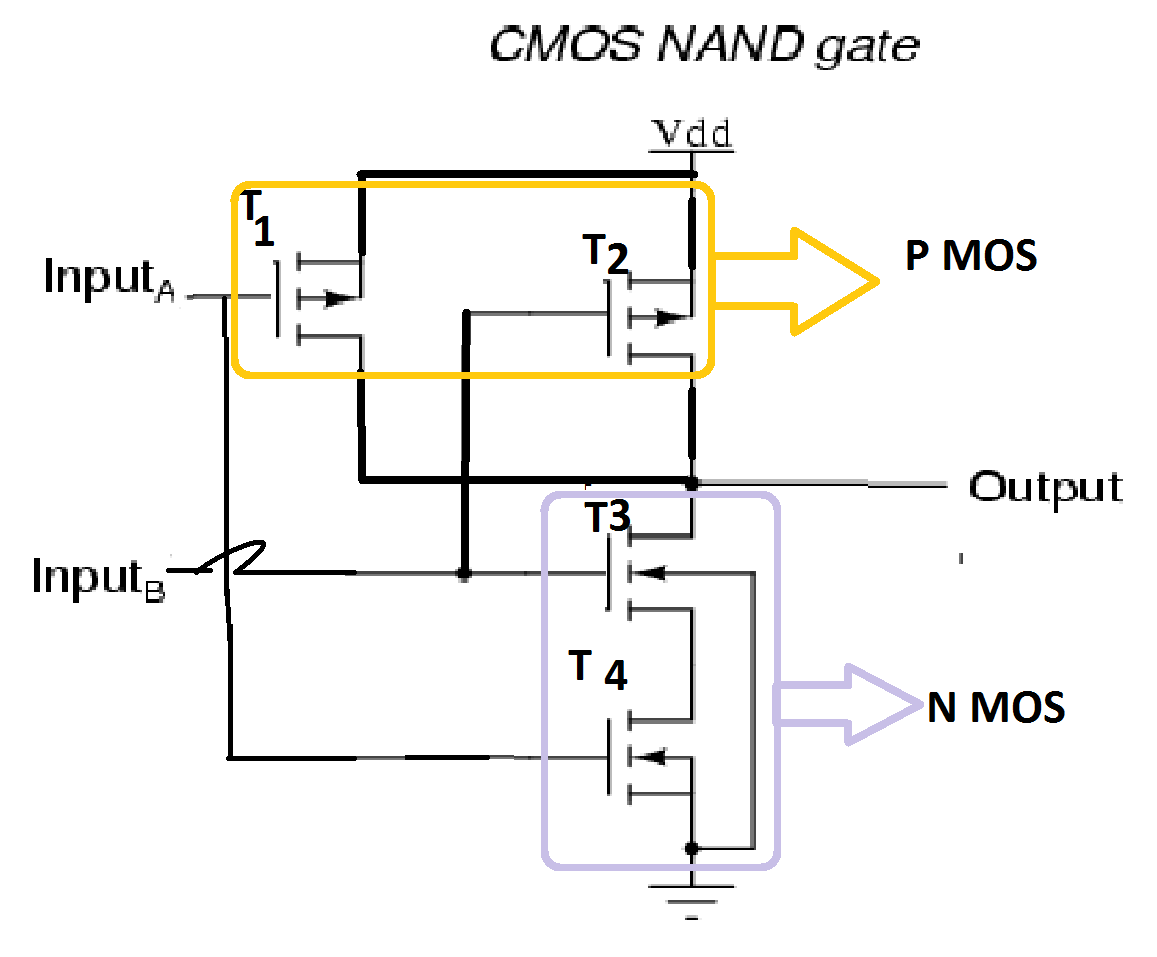 CMOS NAND gate
Vdd
T1
T2
P MOS
InputA
Output
T3
InputB
T 4
N MOS